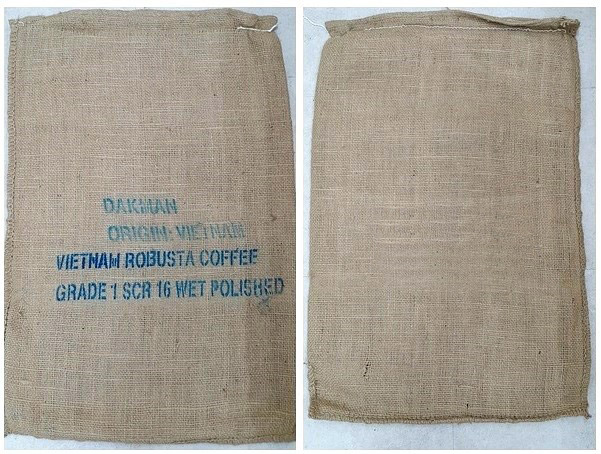 DAKMAN
ORIGIN: VIETNAM
VIETNAM ROBUSTA COFFEE
GRADE 1 SCR 16 WET POLISHED